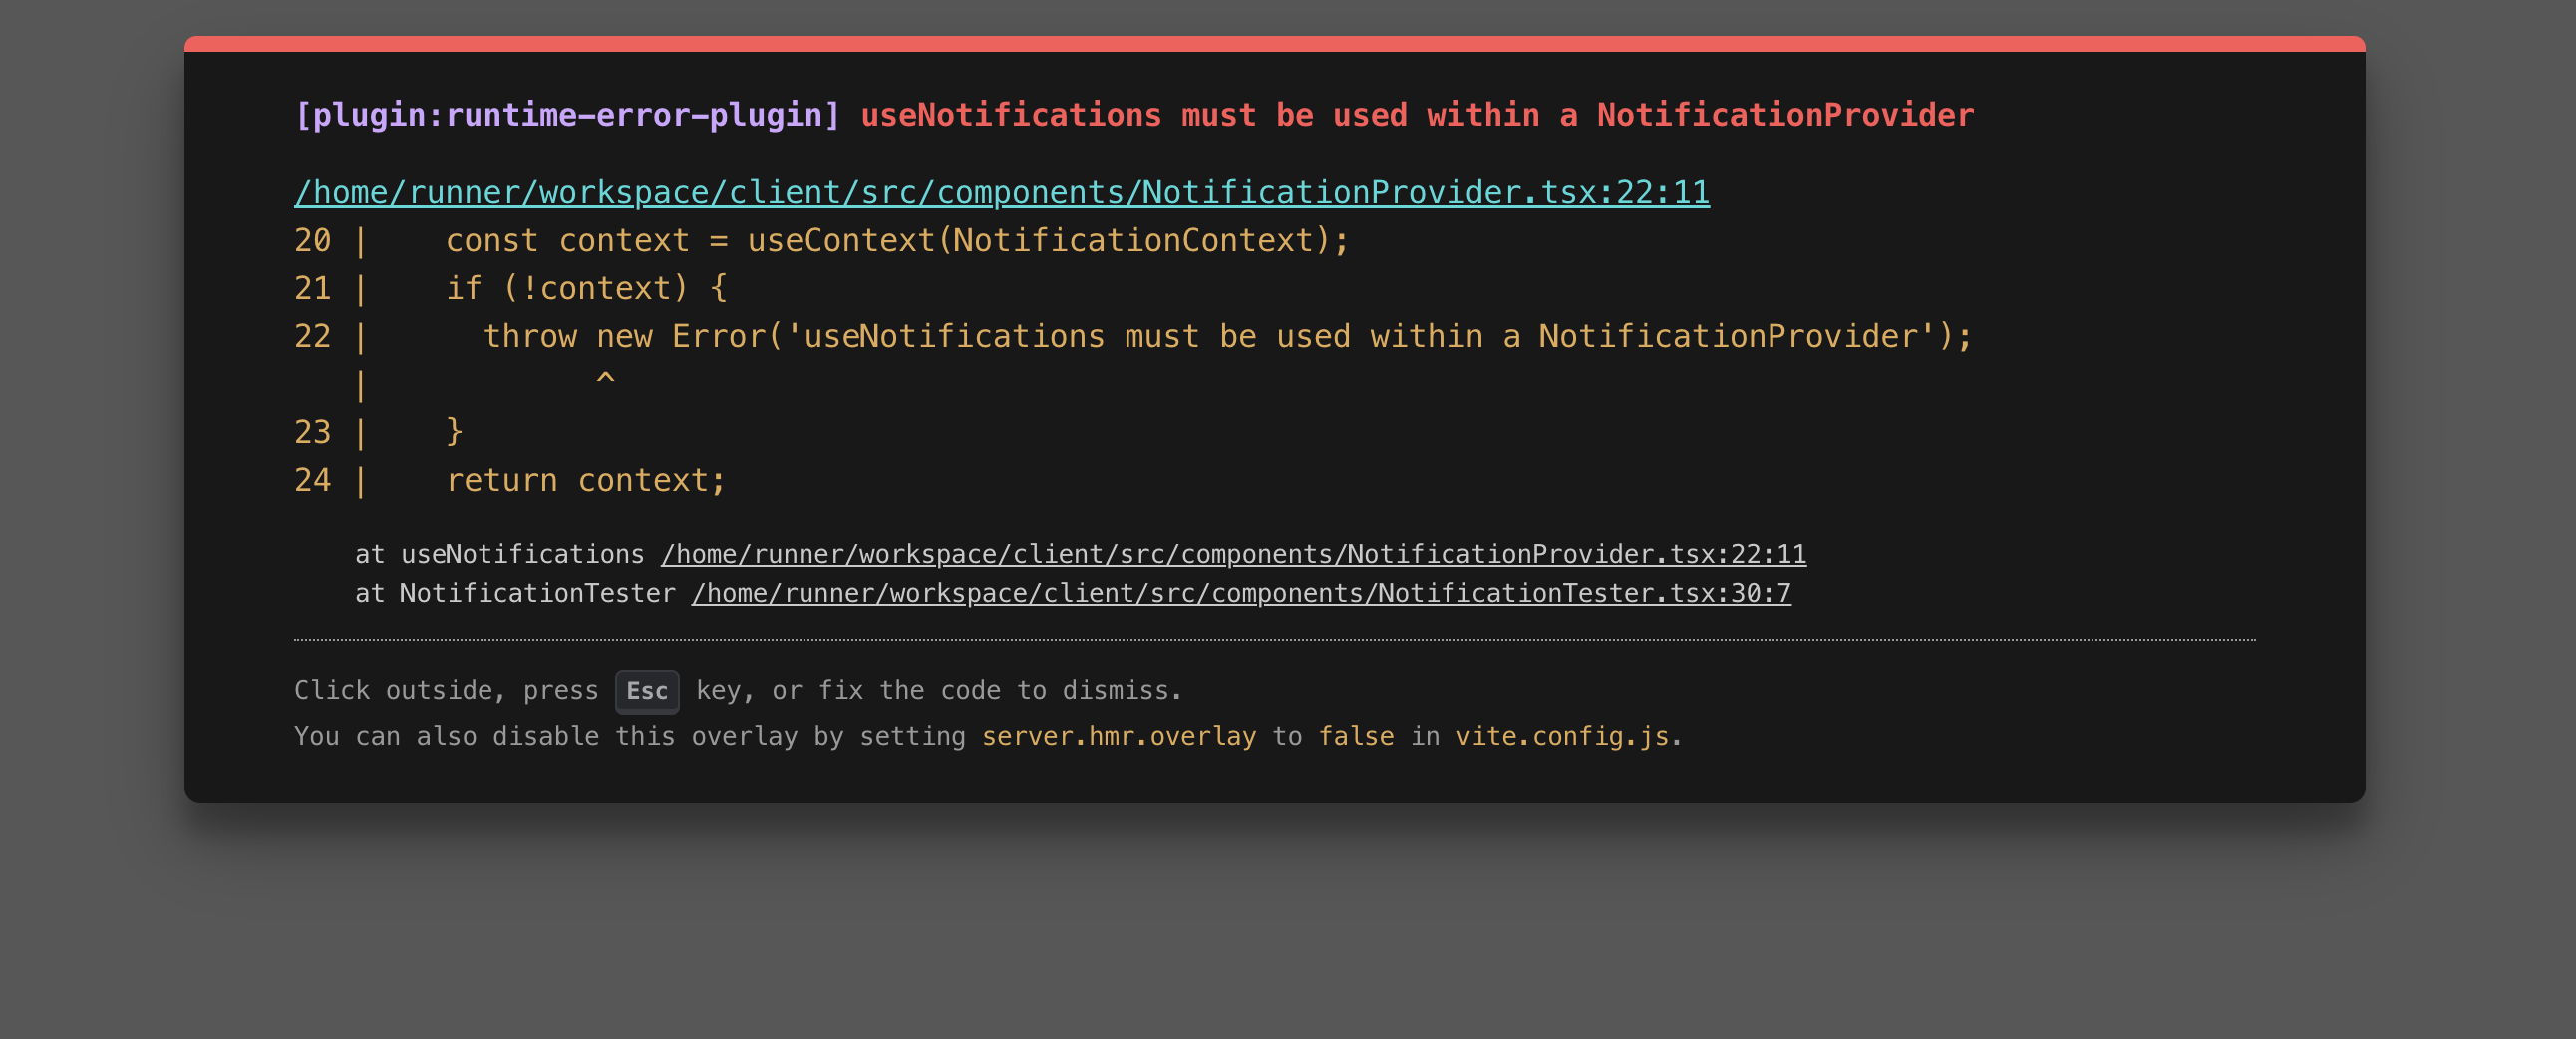 [plugin:runtime-error-plugin] useNotifications must be used within a NotificationProvider
/home/runner/workspace/client/src/components/NotificationProvider.tsx:22:11
20 |    const context = useContext(NotificationContext);
21 |    if (!context) {
22 |      throw new Error('useNotifications must be used within a NotificationProvider');
   |            ^
23 |    }
24 |    return context;
at useNotifications /home/runner/workspace/client/src/components/NotificationProvider.tsx:22:11
at NotificationTester /home/runner/workspace/client/src/components/NotificationTester.tsx:30:7
Click outside, press Esc key, or fix the code to dismiss.
You can also disable this overlay by setting server.hmr.overlay to false in vite.config.js.